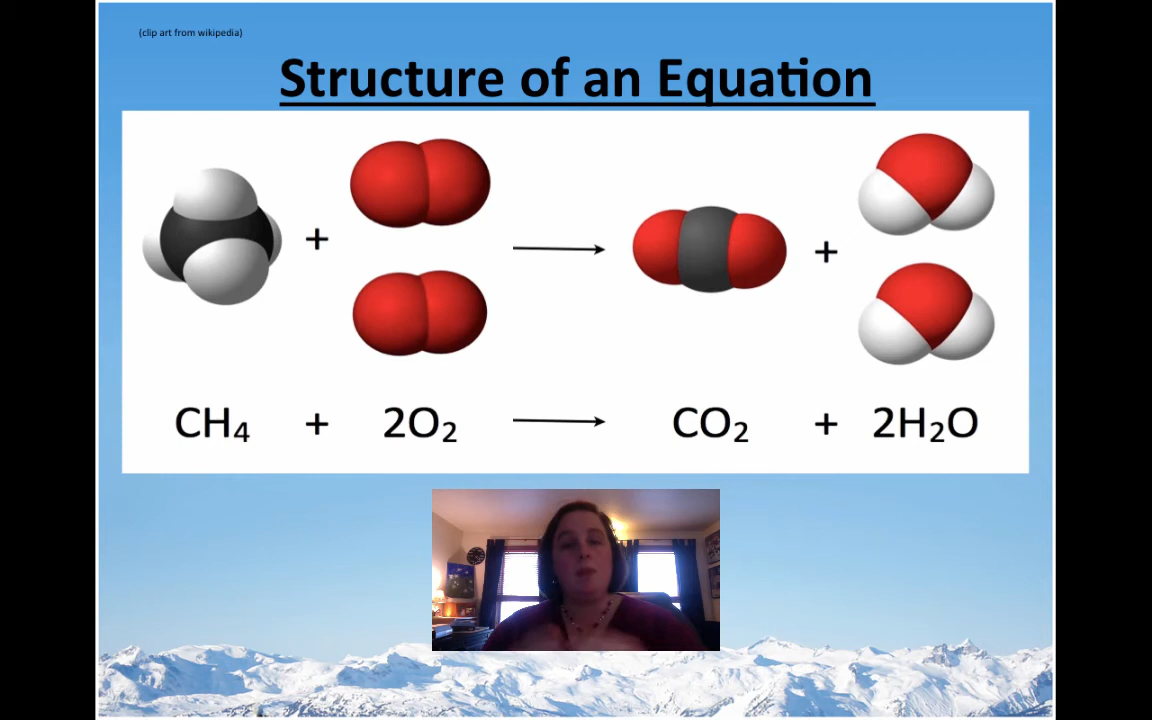 (clip art from wikipedia)
Structure of an Equation
+ +
CH₄ + 2O₂ ⟶ CO₂ + 2H₂O